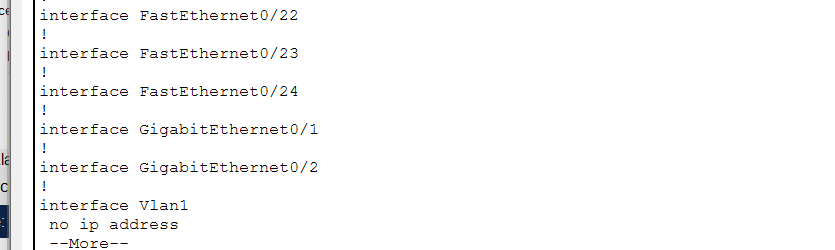 interface FastEthernet0/22
!
interface FastEthernet0/23
!
interface FastEthernet0/24
!
interface GigabitEthernet0/1
!
interface GigabitEthernet0/2
!
interface Vlan1
 no ip address
 --More--